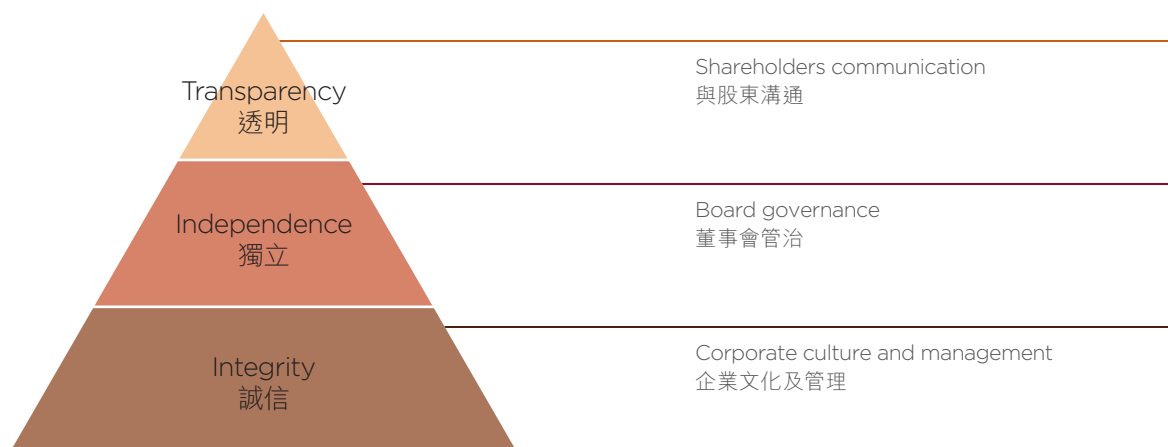 Transparency
透明
Shareholders communication
與股東溝通
Independence
獨立
Board governance
董事會管治
Integrity
誠信
Corporate culture and management
企業文化及管理